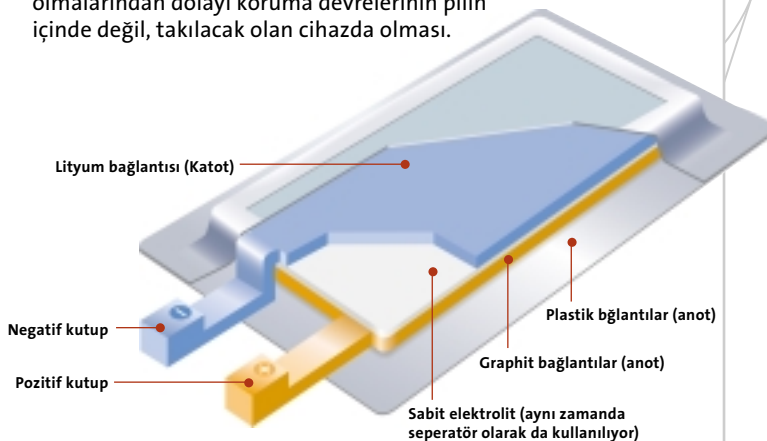 olmalarından dolayı koruma devrelerinin pilin
içinde değil, takılacak olan cihazda olması.
Lityum bağlantısı (Katot)
Negatif kutup
Pozitif kutup
Plastik bğlantılar (anot)
Graphit bağlantılar (anot)
Sabit elektrolit (aynı zamanda
seperatör olarak da kullanılıyor)